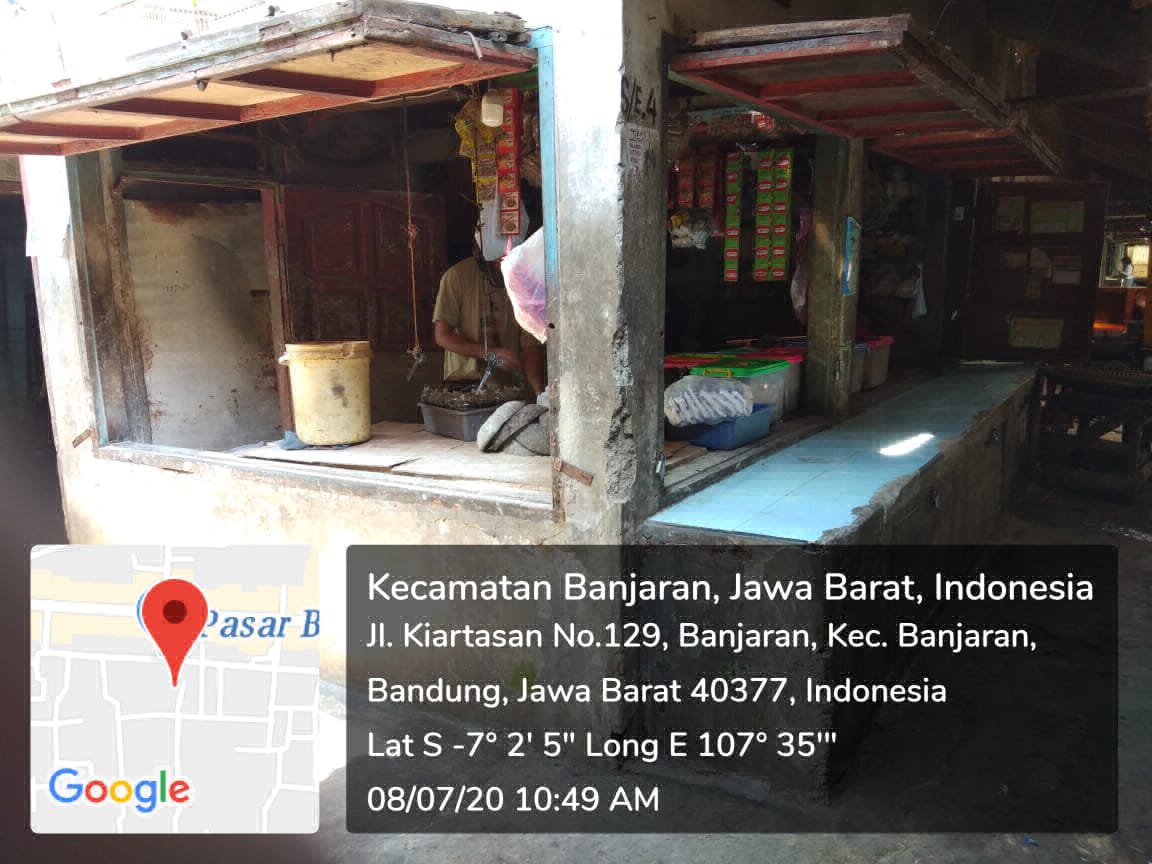 S/E.4
Pasar B
Google
Kecamatan Banjaran, Jawa Barat, Indonesia
Jl. Kiartasan No.129, Banjaran, Kec. Banjaran,
Bandung, Jawa Barat 40377, Indonesia
Lat S -7° 2' 5" Long E 107° 35'"
08/07/20 10:49 AM